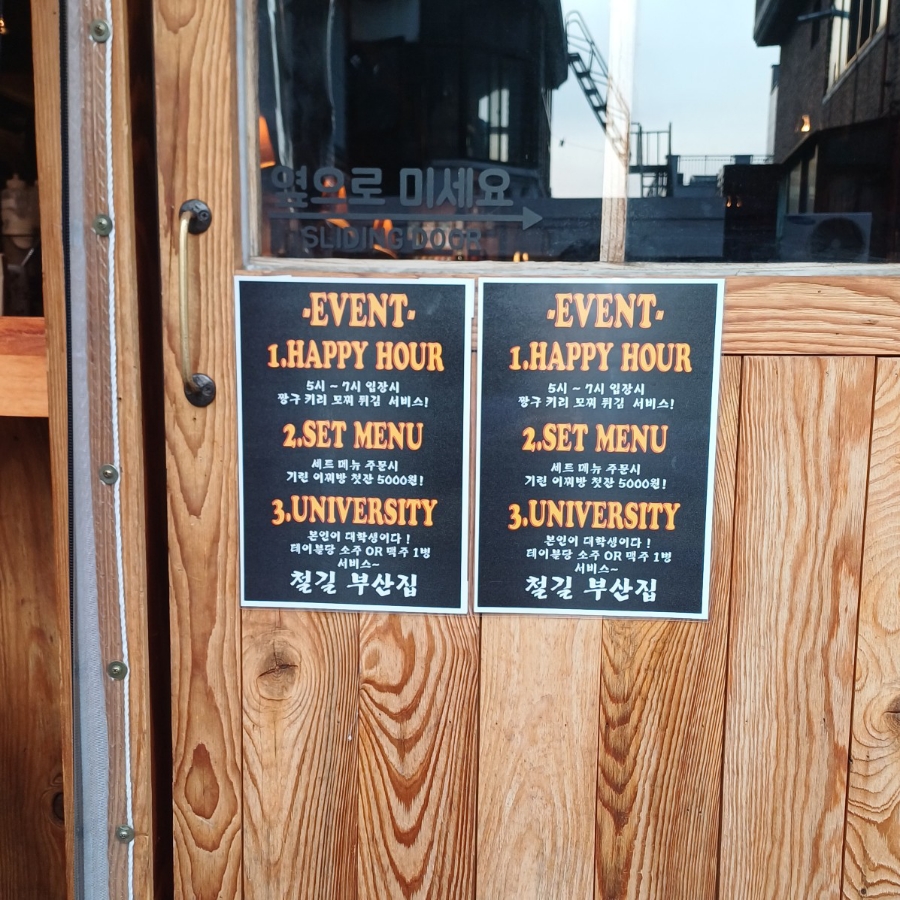 옆으로 미세요
SLIDING DOOR
-EVENT-
1.HAPPY HOUR
5시 ~ 7시 입장시
짱구 키리 모찌 튀김 서비스!
2.SET MENU
세트 메뉴 주문시
기린 이찌방 첫잔 5000원!
3.UNIVERSITY
본인이 대학생이다 !
테이블당 소주 OR 맥주 1병
서비스~
철길 부산집
-EVENT-
1.HAPPY HOUR
5시 ~ 7시 입장시
짱구 키리 모찌 튀김 서비스!
2.SET MENU
세트 메뉴 주문시
기린 이찌방 첫잔 5000원!
3.UNIVERSITY
본인이 대학생이다 !
테이블당 소주 OR 맥주 1병
서비스~
철길 부산집